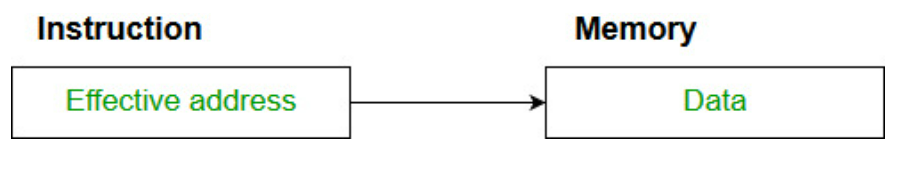 Instruction
Memory
Effective address
Data